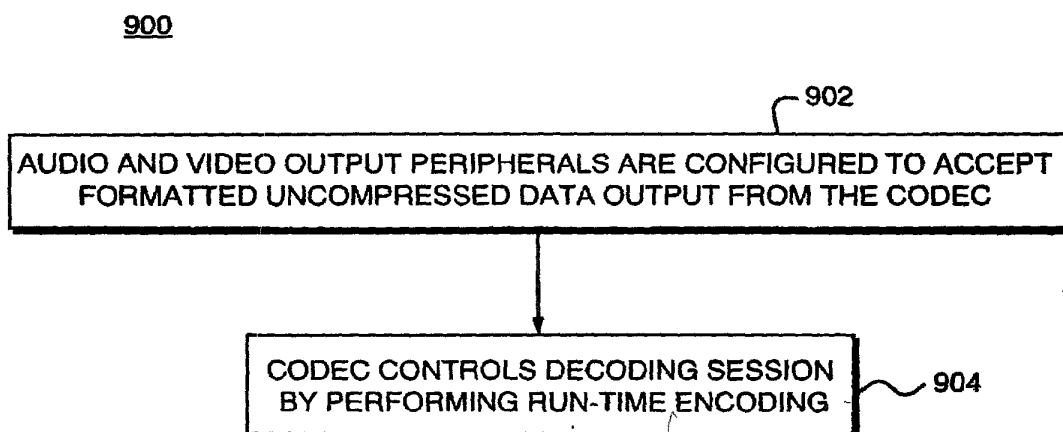 900
902
AUDIO AND VIDEO OUTPUT PERIPHERALS ARE CONFIGURED TO ACCEPT
FORMATTED UNCOMPRESSED DATA OUTPUT FROM THE CODEC
CODEC CONTROLS DECODING SESSION
BY PERFORMING RUN-TIME ENCODING
904